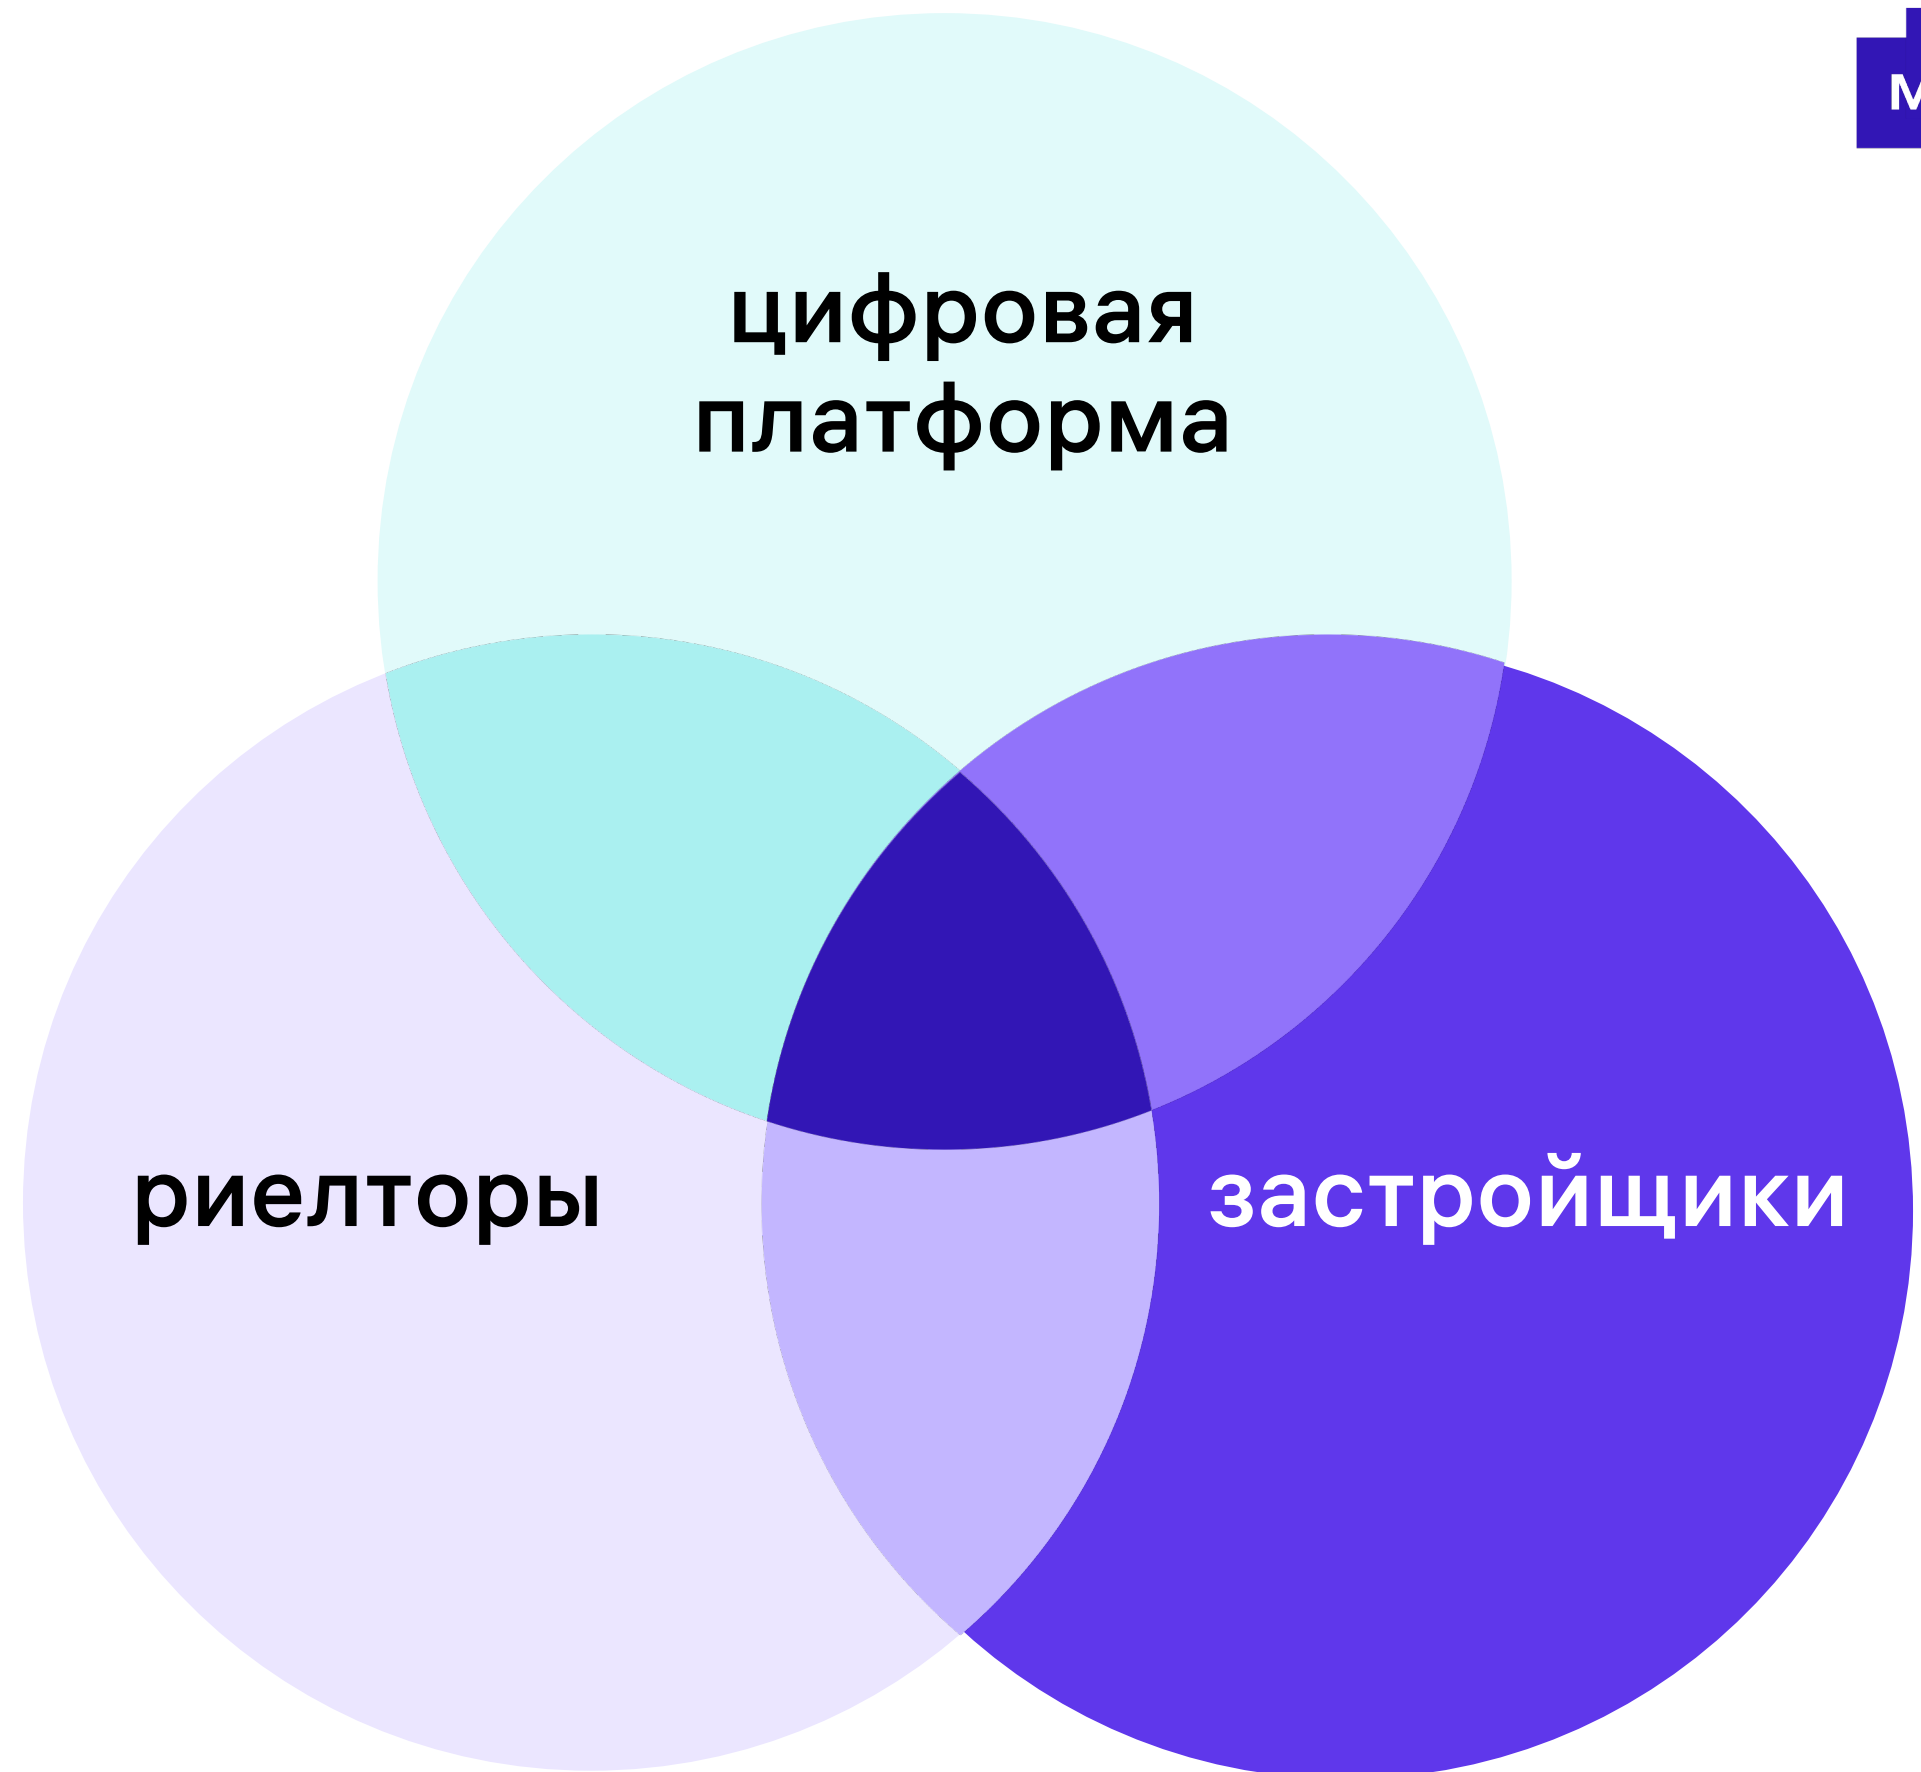 цифровая
платформа
риелторы
застройщики